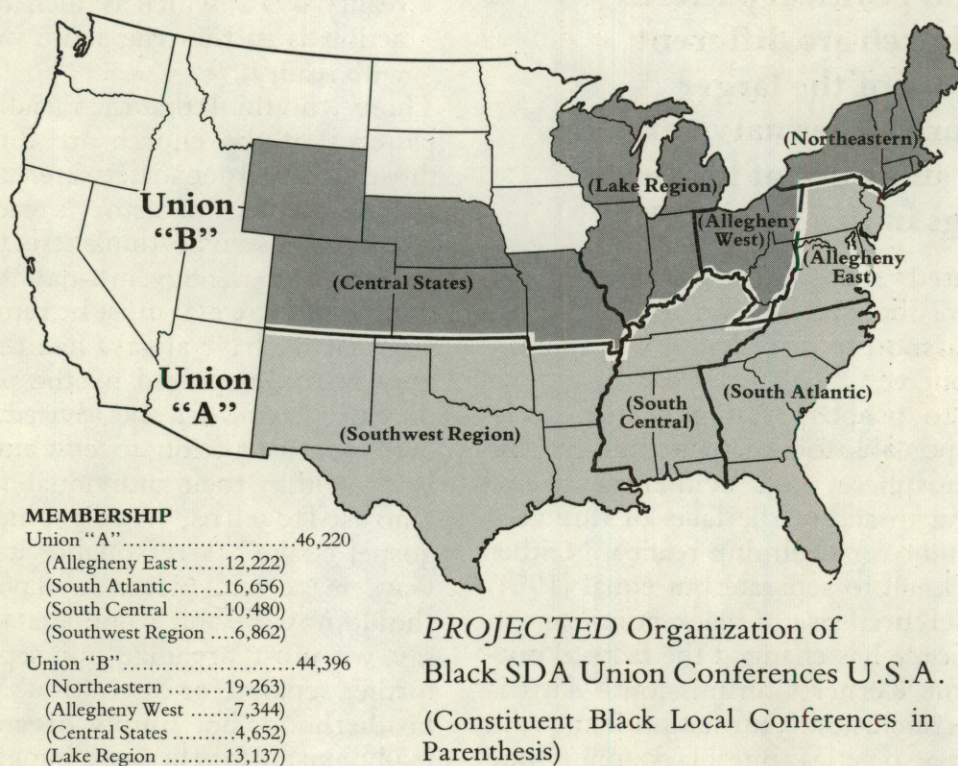 (Northeastern)
(Lake Region)
(Allegheny
West)
Union
“B”
(Allegheny
East)
(Central States)
Union
“A”
(South Atlantic)
(South
Central)
(Southwest Region)
MEMBERSHIP
Union “A”..........................46,220
(Allegheny East .......12,222)
(South Atlantic .......16,656)
(South Central ........10,480)
(Southwest Region ...6,862)
Union “B”..........................44,396
(Northeastern ..........19,263)
(Allegheny West .......7,344)
(Central States ..........4,652)
(Lake Region ...........13,137)
PROJECTED Organization of
Black SDA Union Conferences U.S.A.
(Constituent Black Local Conferences in
Parenthesis)